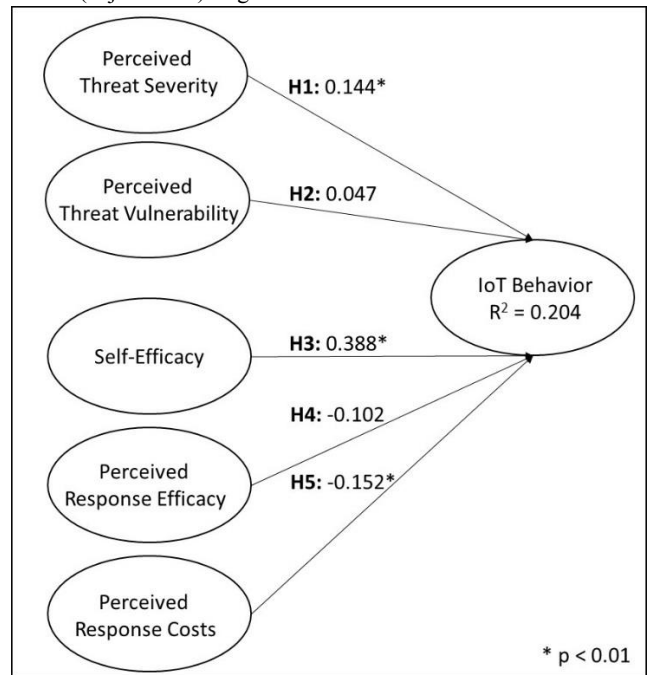 Perceived
Threat Severity
H1: 0.144*
Perceived
Threat Vulnerability
H2: 0.047
IoT Behavior
R² = 0.204
Self-Efficacy
H3: 0.388*
H4: -0.102
Perceived
Response Efficacy
H5: -0.152*
Perceived
Response Costs
* p < 0.01